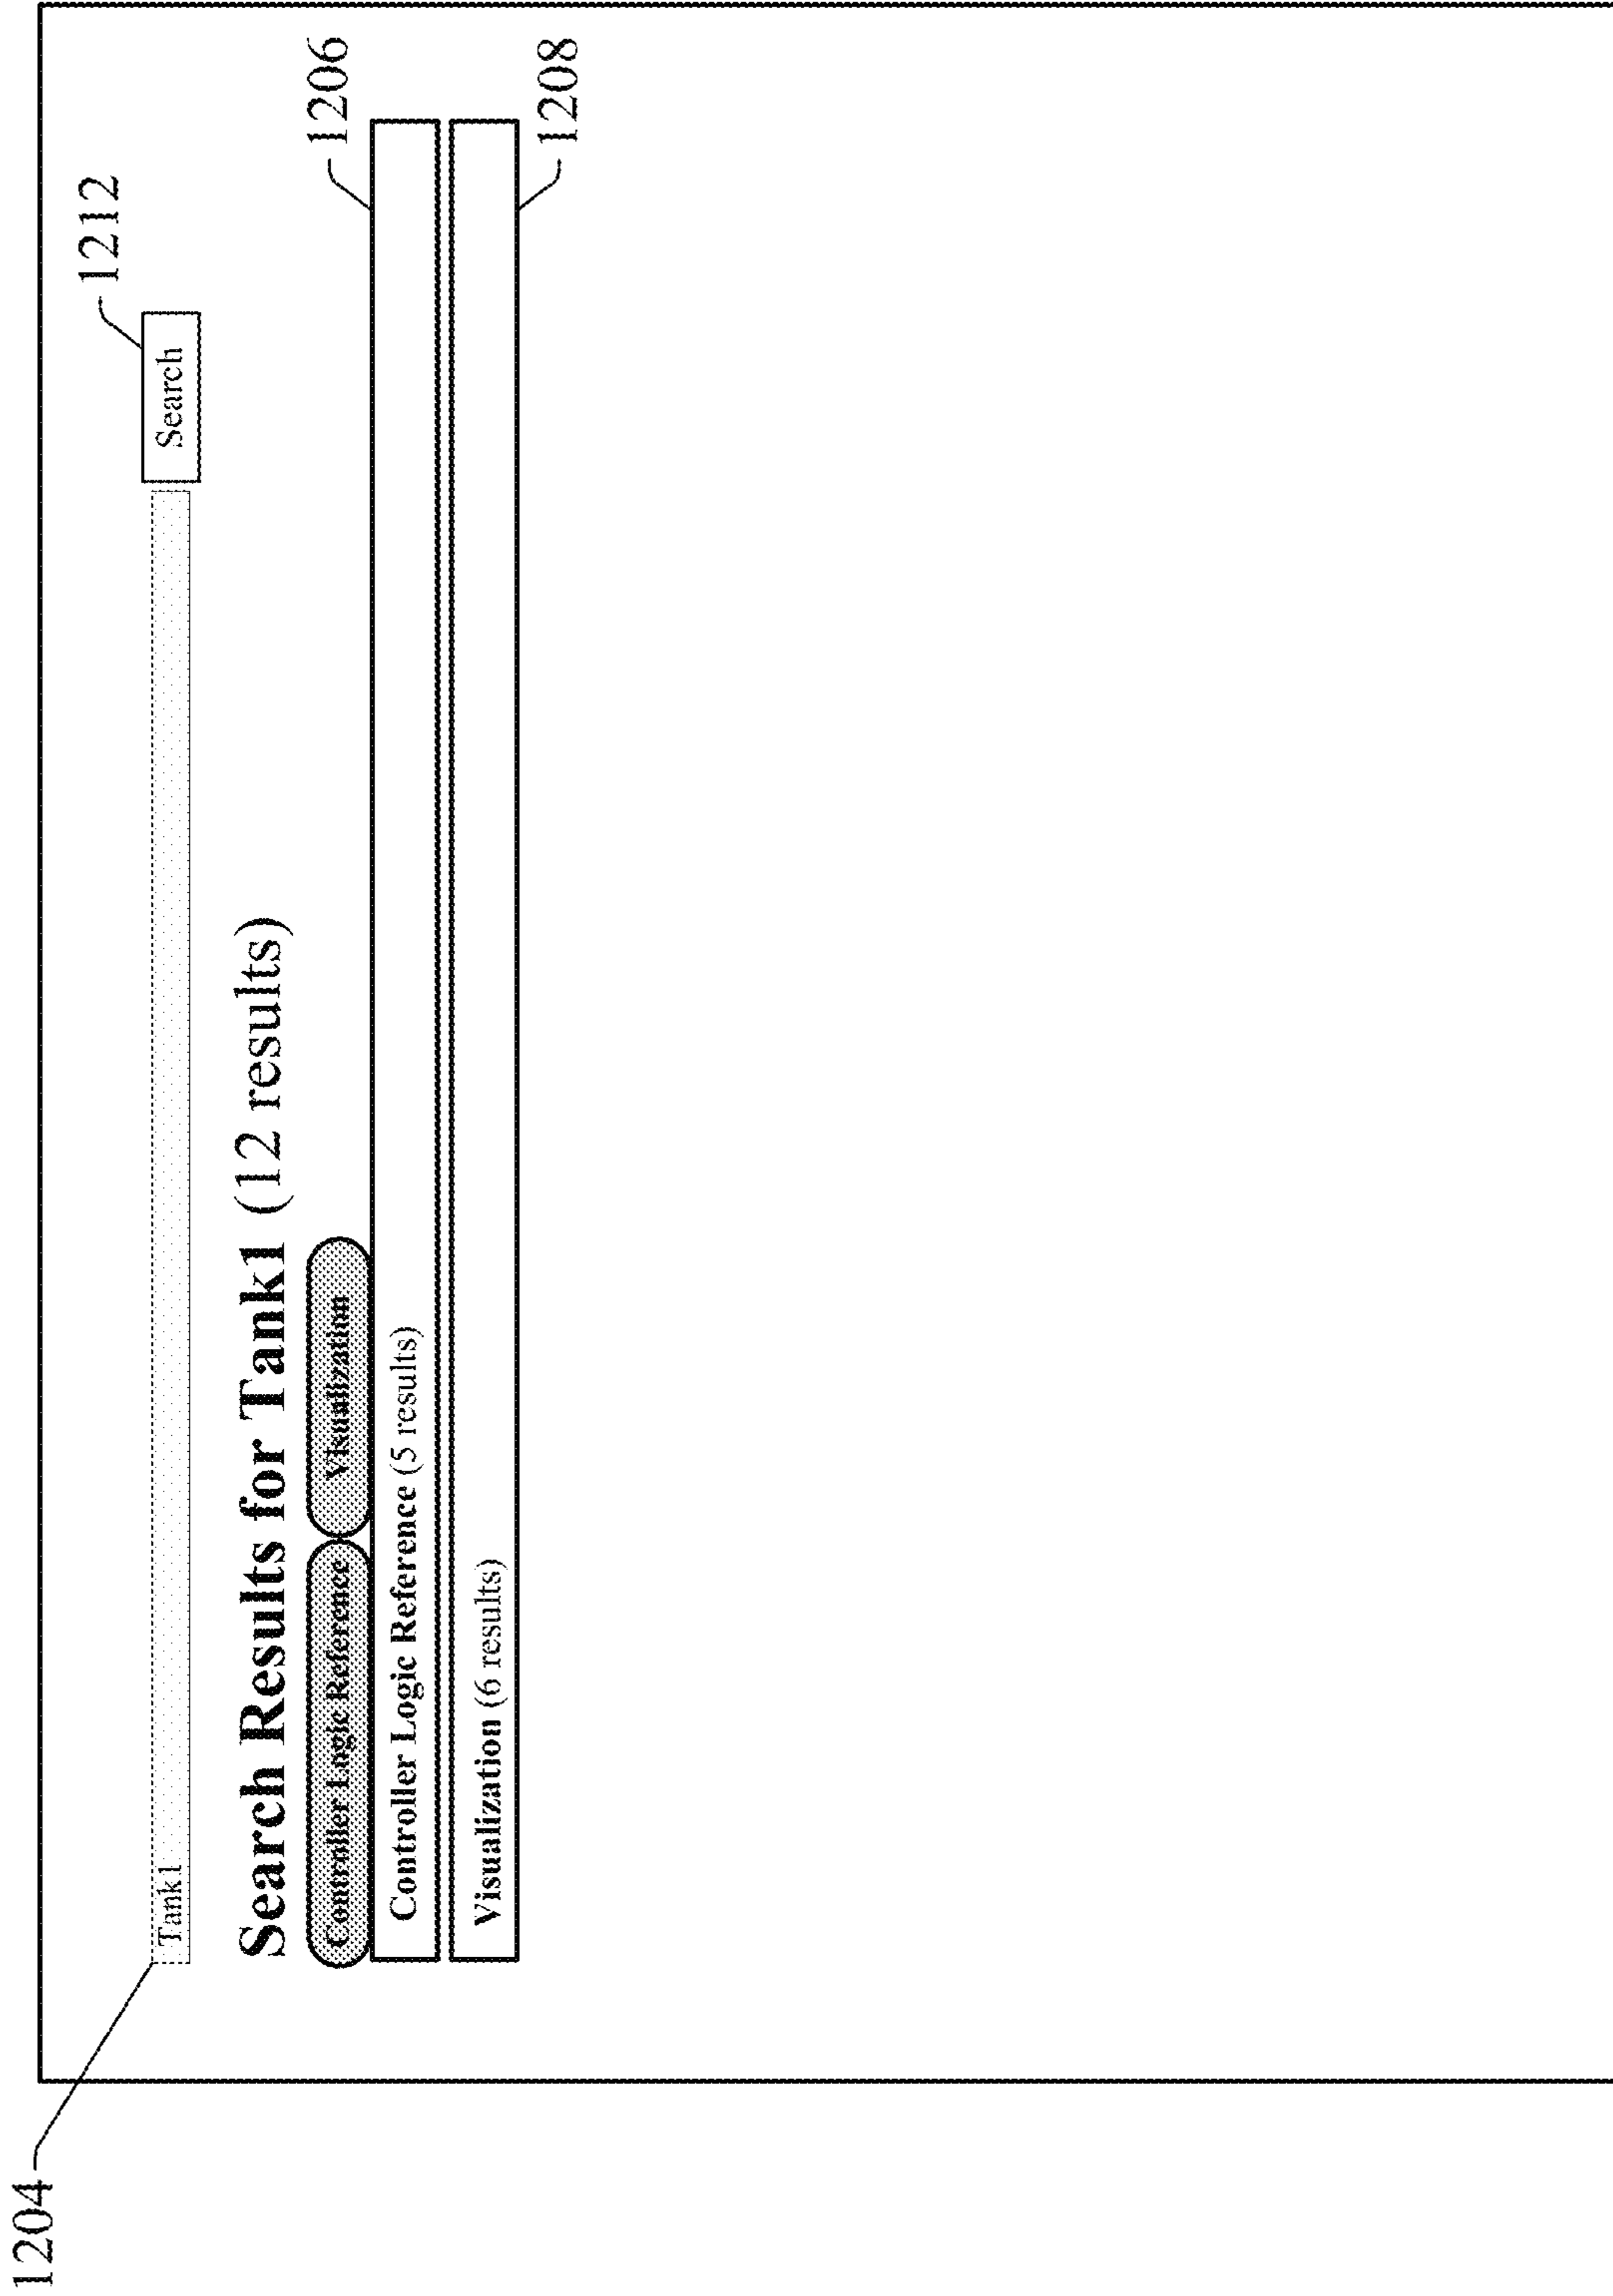 1204
1212
Tank1
Search
Search Results for Tank1 (12 results)
Controller Logic Reference
Visualization
1206
Controller Logic Reference (5 results)
Visualization (6 results)
1208